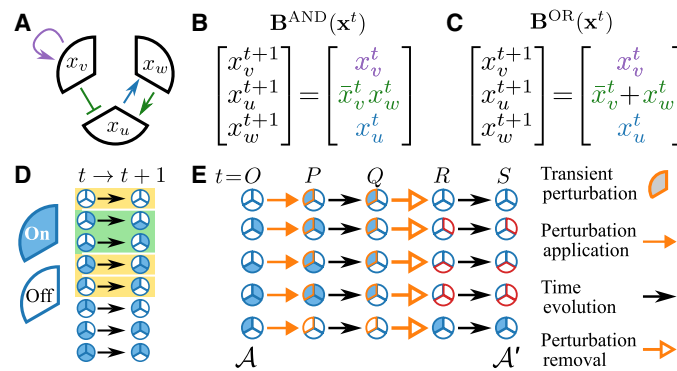 A
x_v
x_w
x_u
B
B^AND(x^t)
[x_v^{t+1}] [x_v^t]
[x_u^{t+1}] = [x̄_v^t x_w^t]
[x_w^{t+1}] [x_u^t]
C
B^OR(x^t)
[x_v^{t+1}] [x_v^t]
[x_u^{t+1}] = [x̄_v^t + x_w^t]
[x_w^{t+1}] [x_u^t]
D
t → t + 1
On
Off
E
t = O P Q R S
𝒜 𝒜′
Transient
perturbation
Perturbation
application
Time
evolution
Perturbation
removal